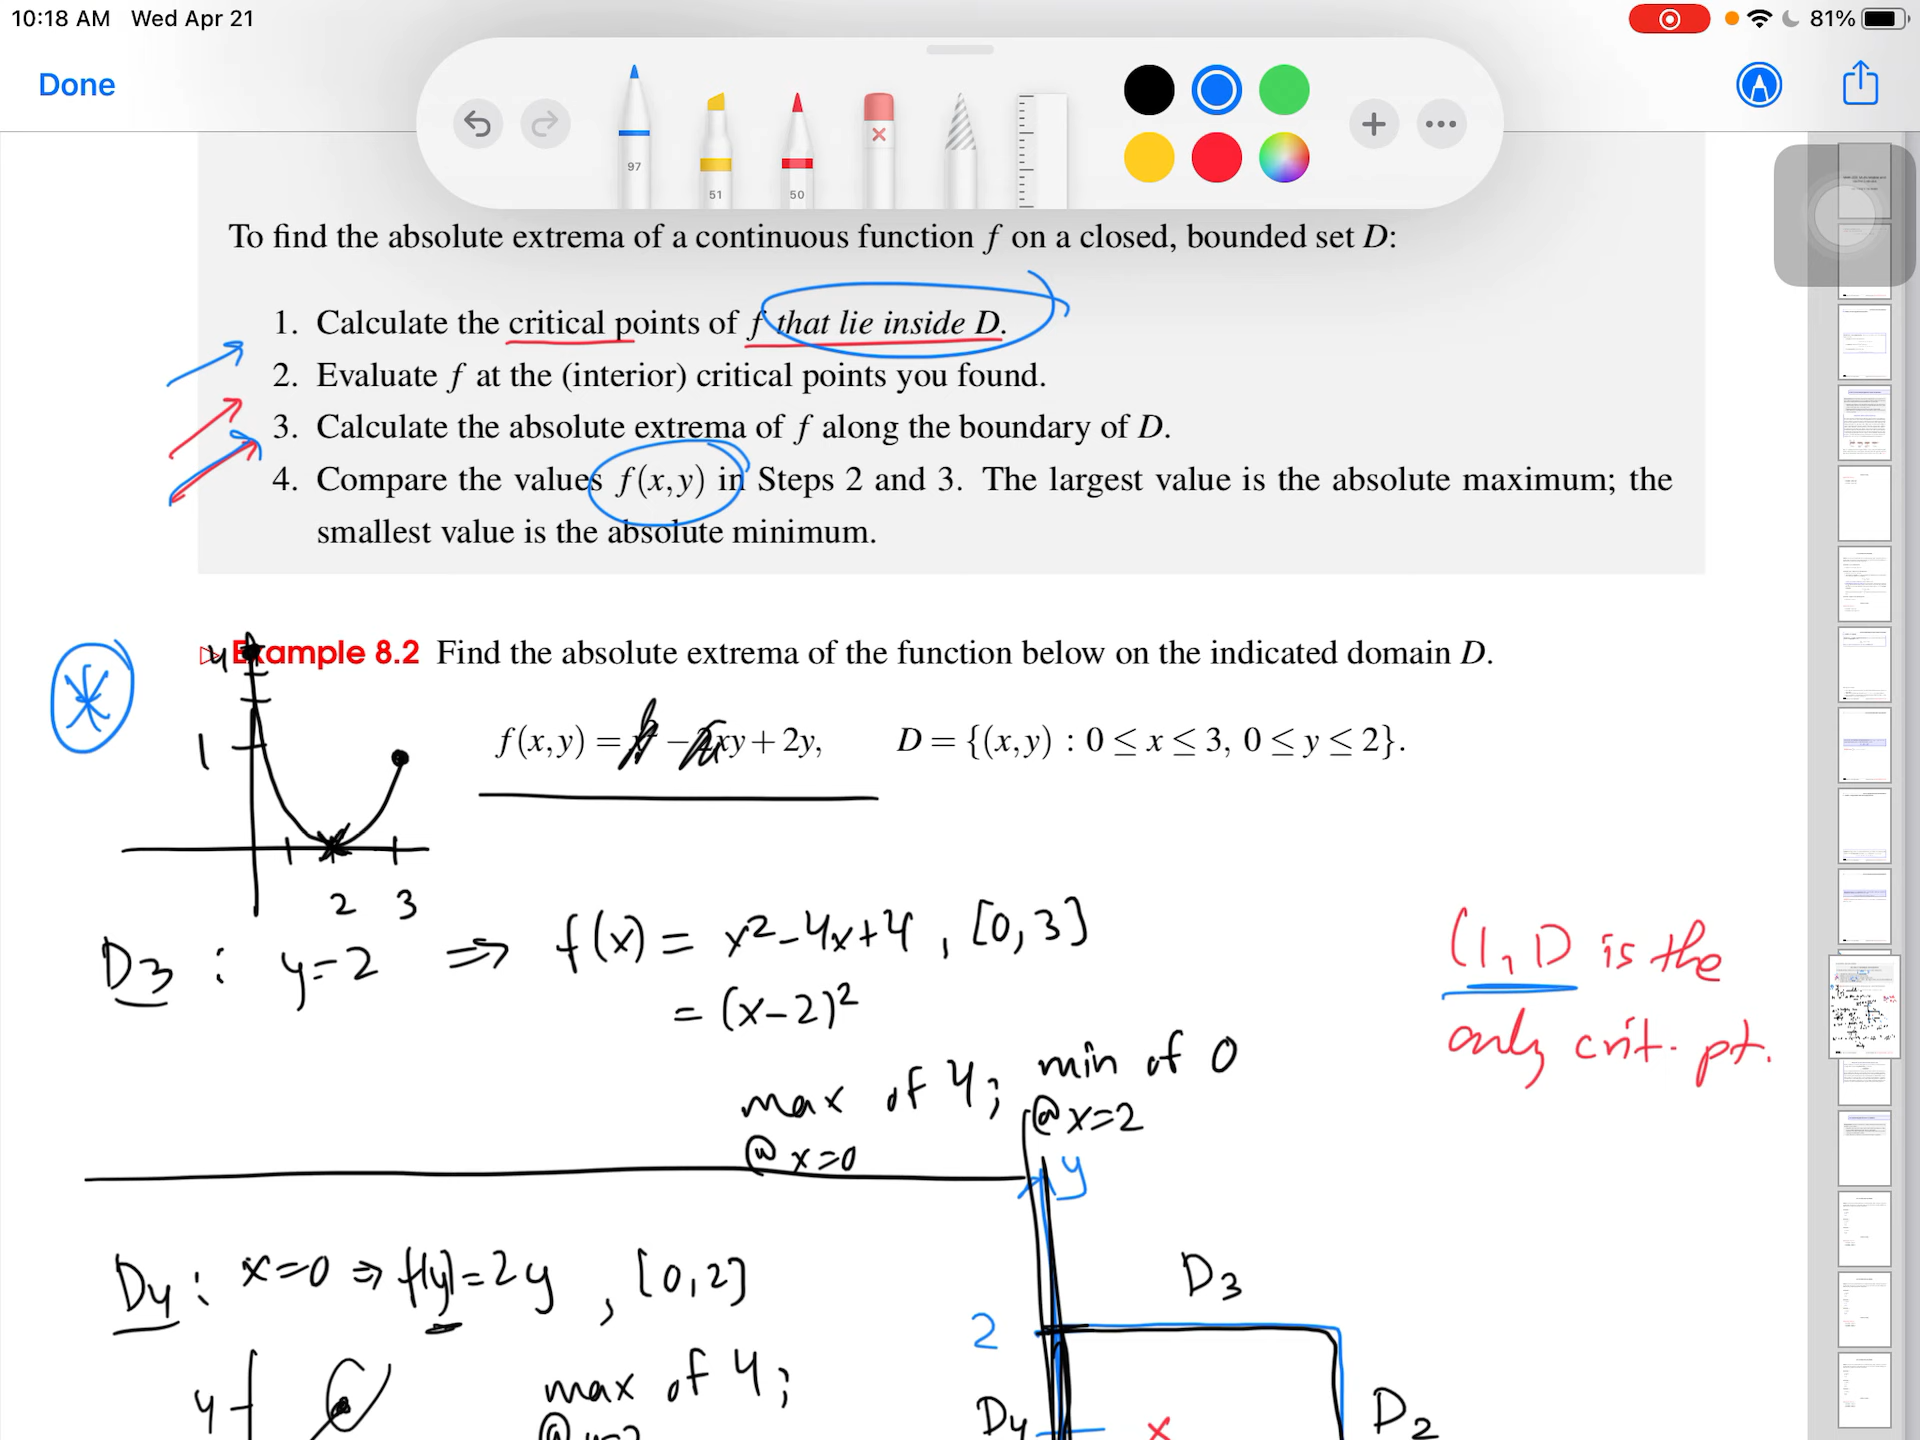 10:18 AM Wed Apr 21
81%
Done
97
51
50
To find the absolute extrema of a continuous function f on a closed, bounded set D:
1. Calculate the critical points of f that lie inside D.
2. Evaluate f at the (interior) critical points you found.
3. Calculate the absolute extrema of f along the boundary of D.
4. Compare the values f(x,y) in Steps 2 and 3. The largest value is the absolute maximum; the
smallest value is the absolute minimum.
4
Example 8.2 Find the absolute extrema of the function below on the indicated domain D.
f(x,y) = x² − 2xy + 2y, D = {(x,y) : 0 ≤ x ≤ 3, 0 ≤ y ≤ 2}.
1
2 3
D3 : y=2 ⇒ f(x) = x²-4x+4, [0,3]
= (x-2)²
(1,1) is the
only crit. pt.
max of 4; min of 0
@ x=0 @ x=2
y
D4 : x=0 ⇒ f(y)=2y, [0,2]
D3
2
4
max of 4;
D4
x
D2